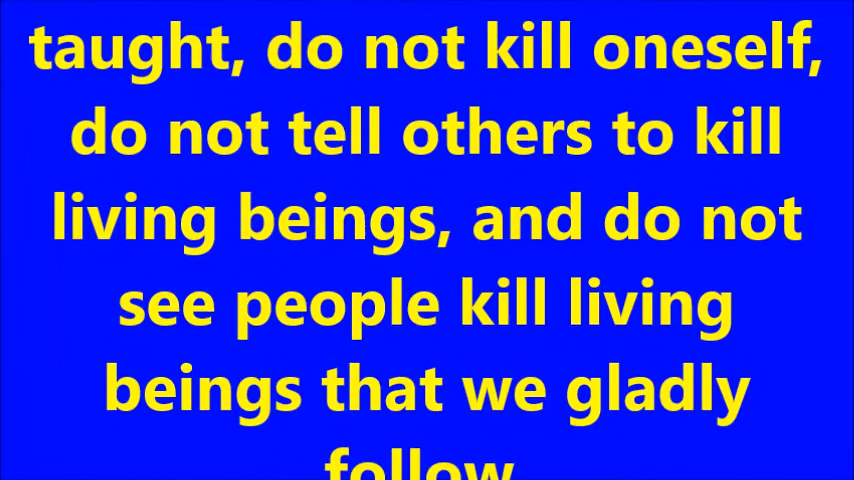 taught, do not kill oneself,
do not tell others to kill
living beings, and do not
see people kill living
beings that we gladly
follow